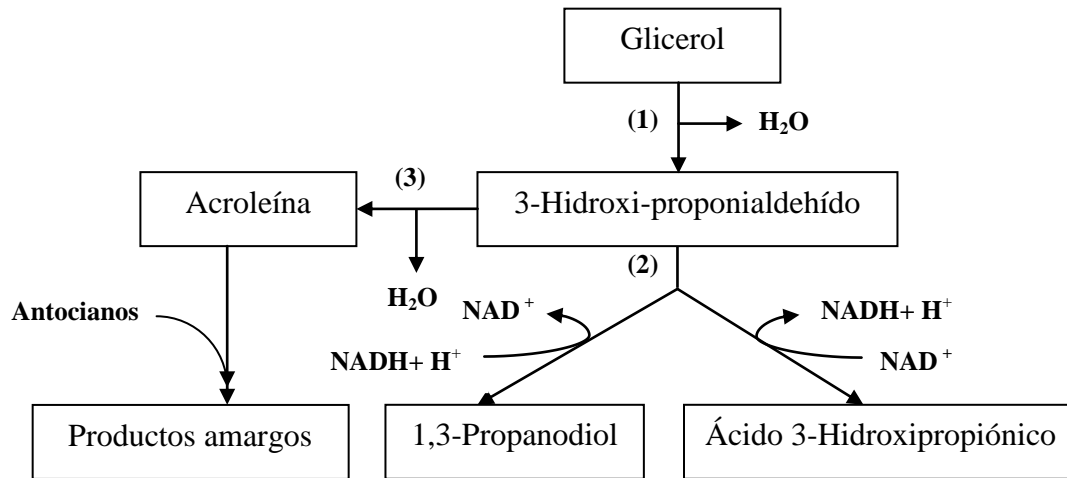 Glicerol
(1)
H₂O
Acroleína
(3)
3-Hidroxi-proponialdehído
H₂O
(2)
Antocianos
NAD⁺
NADH+ H⁺
NADH+ H⁺
NAD⁺
Productos amargos
1,3-Propanodiol
Ácido 3-Hidroxipropiónico